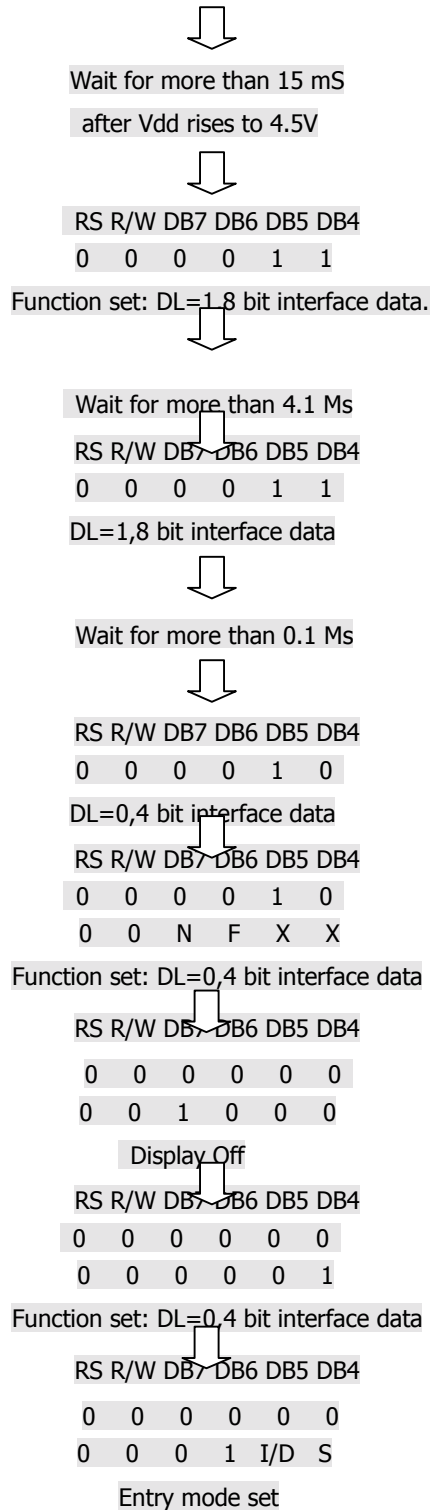 Wait for more than 15 mS
after Vdd rises to 4.5V
RS R/W DB7 DB6 DB5 DB4
0 0 0 0 1 1
Function set: DL=1,8 bit interface data.
Wait for more than 4.1 Ms
RS R/W DB7 DB6 DB5 DB4
0 0 0 0 1 1
DL=1,8 bit interface data
Wait for more than 0.1 Ms
RS R/W DB7 DB6 DB5 DB4
0 0 0 0 1 0
DL=0,4 bit interface data
RS R/W DB7 DB6 DB5 DB4
0 0 0 0 1 0
0 0 N F X X
Function set: DL=0,4 bit interface data
RS R/W DB7 DB6 DB5 DB4
0 0 0 0 0 0
0 0 1 0 0 0
Display Off
RS R/W DB7 DB6 DB5 DB4
0 0 0 0 0 0
0 0 0 0 0 1
Function set: DL=0,4 bit interface data
RS R/W DB7 DB6 DB5 DB4
0 0 0 0 0 0
0 0 0 1 I/D S
Entry mode set